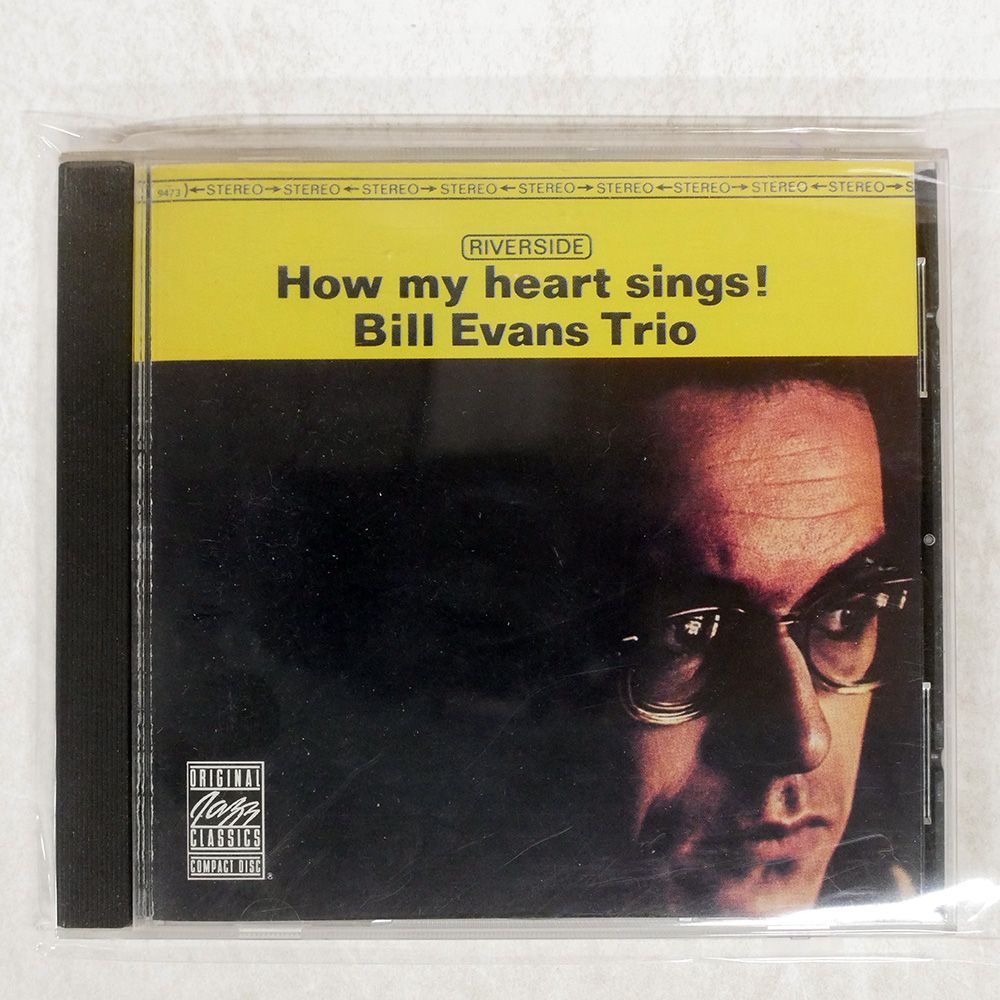 9473) ←STEREO→STEREO←STEREO→STEREO←STEREO→STEREO←STEREO→STEREO←STEREO→S
RIVERSIDE
How my heart sings!
Bill Evans Trio
ORIGINAL
Jazz
CLASSICS
COMPACT DISC
®